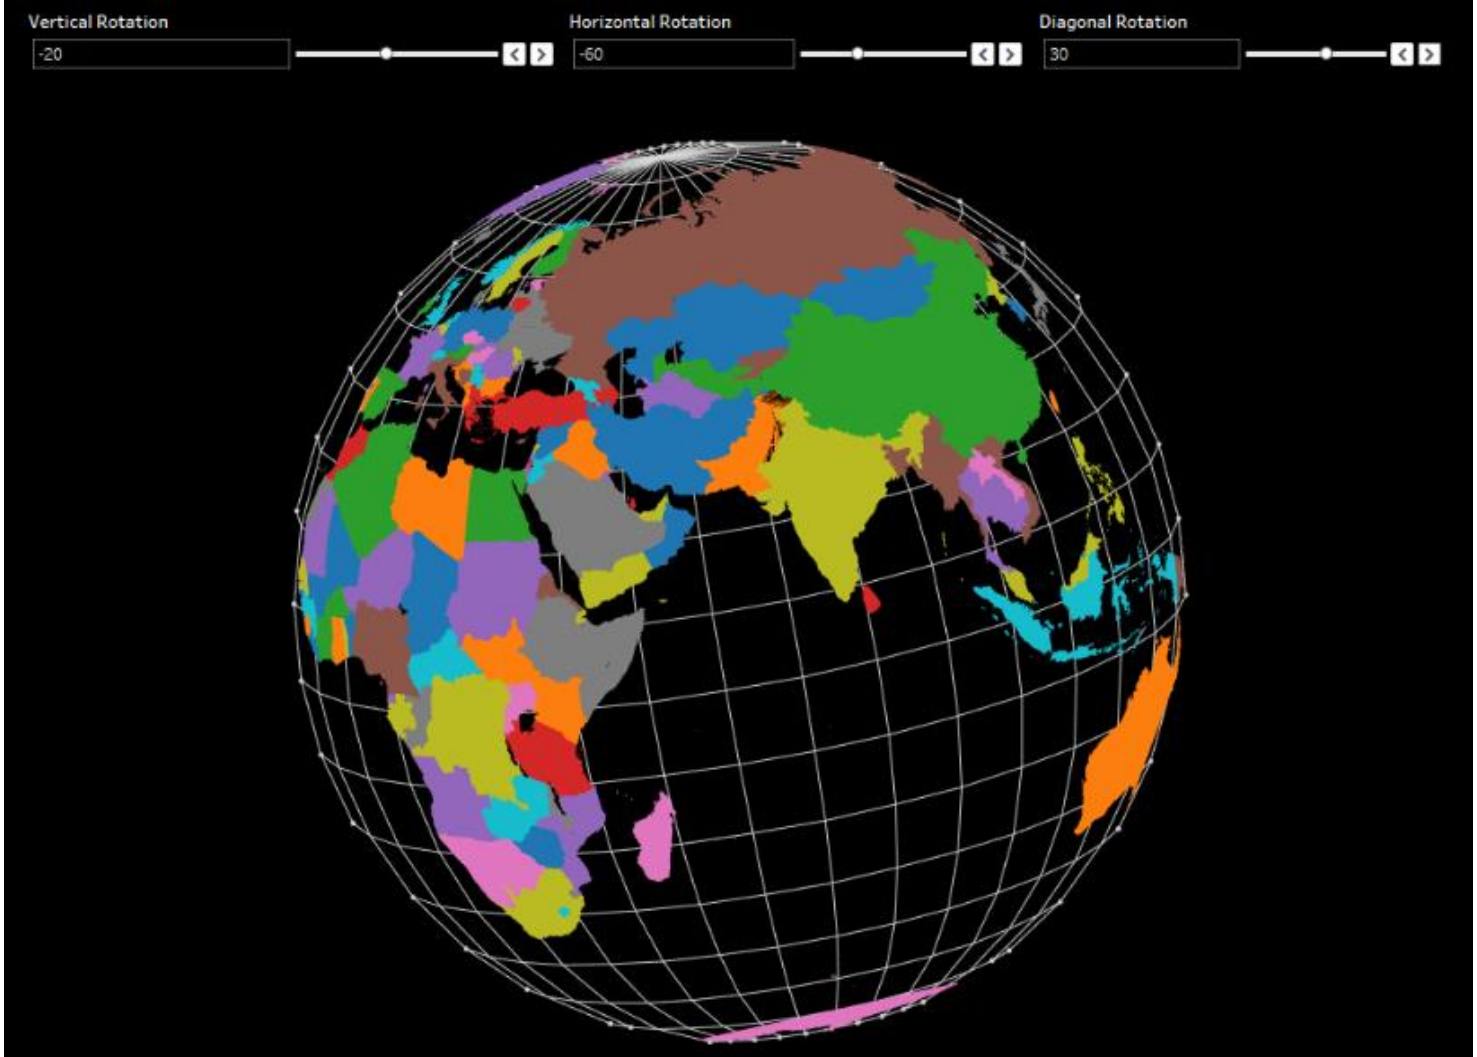 Vertical Rotation
-20
Horizontal Rotation
-60
Diagonal Rotation
30